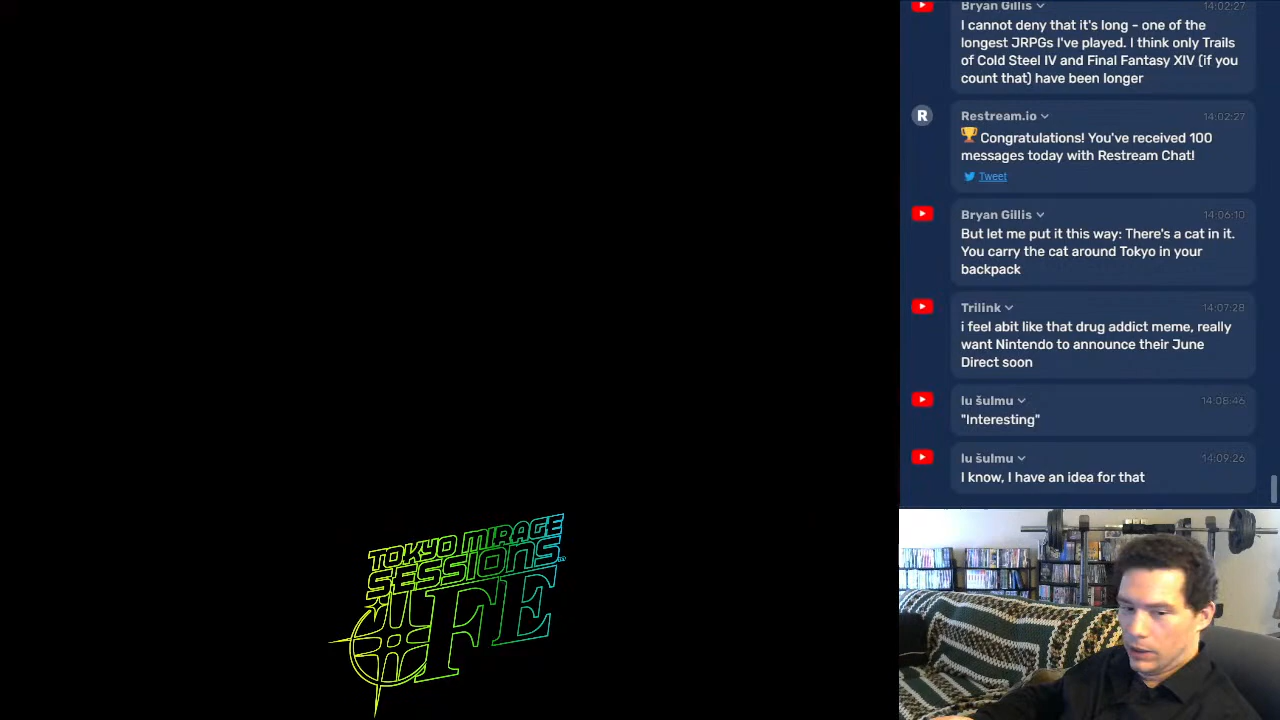 Bryan Gillis
14:02:27
I cannot deny that it's long - one of the
longest JRPGs I've played. I think only Trails
of Cold Steel IV and Final Fantasy XIV (if you
count that) have been longer
R
Restream.io
14:02:27
🏆 Congratulations! You've received 100
messages today with Restream Chat!
Tweet
Bryan Gillis
14:06:10
But let me put it this way: There's a cat in it.
You carry the cat around Tokyo in your
backpack
Trilink
14:07:28
i feel abit like that drug addict meme, really
want Nintendo to announce their June
Direct soon
lu šulmu
14:08:46
"Interesting"
lu šulmu
14:09:26
I know, I have an idea for that
TOKYO MIRAGE
SESSIONS
#FE